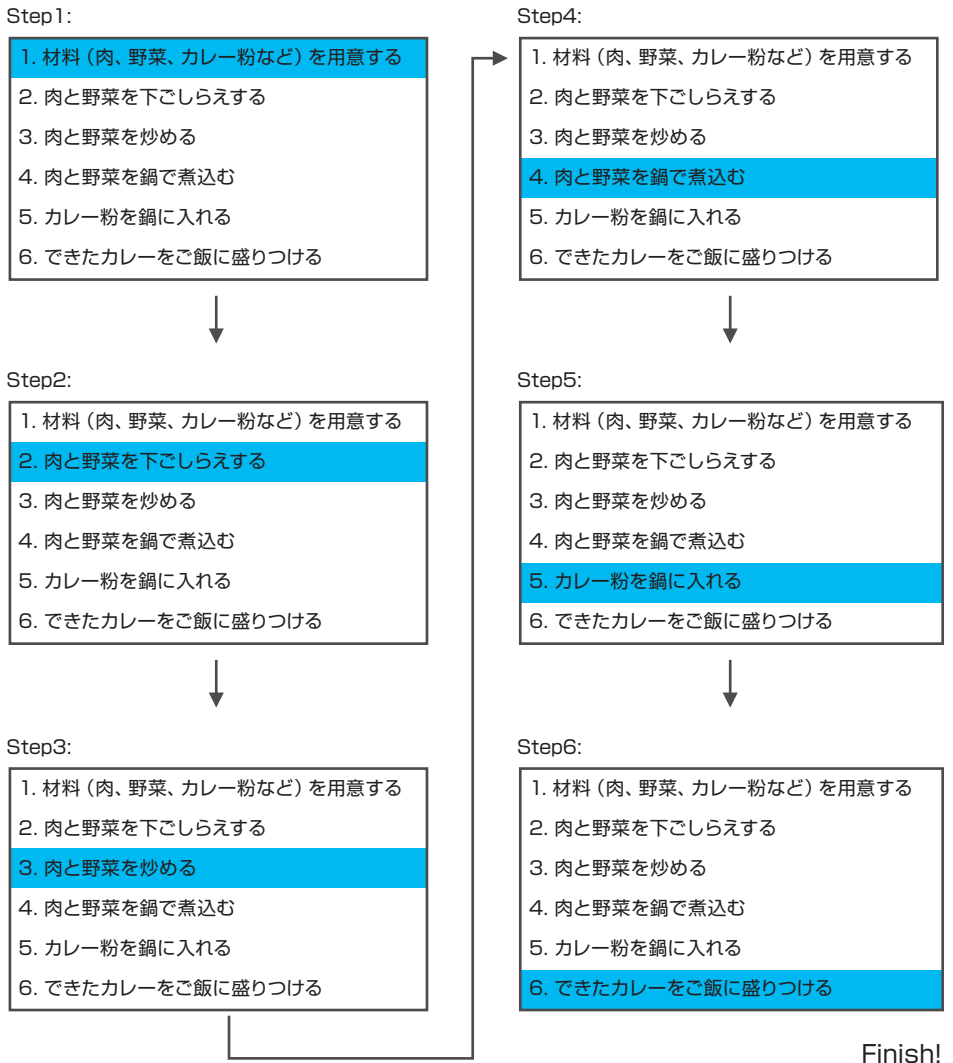 Step1:
1. 材料（肉、野菜、カレー粉など）を用意する
2. 肉と野菜を下ごしらえする
3. 肉と野菜を炒める
4. 肉と野菜を鍋で煮込む
5. カレー粉を鍋に入れる
6. できたカレーをご飯に盛りつける
Step2:
1. 材料（肉、野菜、カレー粉など）を用意する
2. 肉と野菜を下ごしらえする
3. 肉と野菜を炒める
4. 肉と野菜を鍋で煮込む
5. カレー粉を鍋に入れる
6. できたカレーをご飯に盛りつける
Step3:
1. 材料（肉、野菜、カレー粉など）を用意する
2. 肉と野菜を下ごしらえする
3. 肉と野菜を炒める
4. 肉と野菜を鍋で煮込む
5. カレー粉を鍋に入れる
6. できたカレーをご飯に盛りつける
Step4:
1. 材料（肉、野菜、カレー粉など）を用意する
2. 肉と野菜を下ごしらえする
3. 肉と野菜を炒める
4. 肉と野菜を鍋で煮込む
5. カレー粉を鍋に入れる
6. できたカレーをご飯に盛りつける
Step5:
1. 材料（肉、野菜、カレー粉など）を用意する
2. 肉と野菜を下ごしらえする
3. 肉と野菜を炒める
4. 肉と野菜を鍋で煮込む
5. カレー粉を鍋に入れる
6. できたカレーをご飯に盛りつける
Step6:
1. 材料（肉、野菜、カレー粉など）を用意する
2. 肉と野菜を下ごしらえする
3. 肉と野菜を炒める
4. 肉と野菜を鍋で煮込む
5. カレー粉を鍋に入れる
6. できたカレーをご飯に盛りつける
Finish!